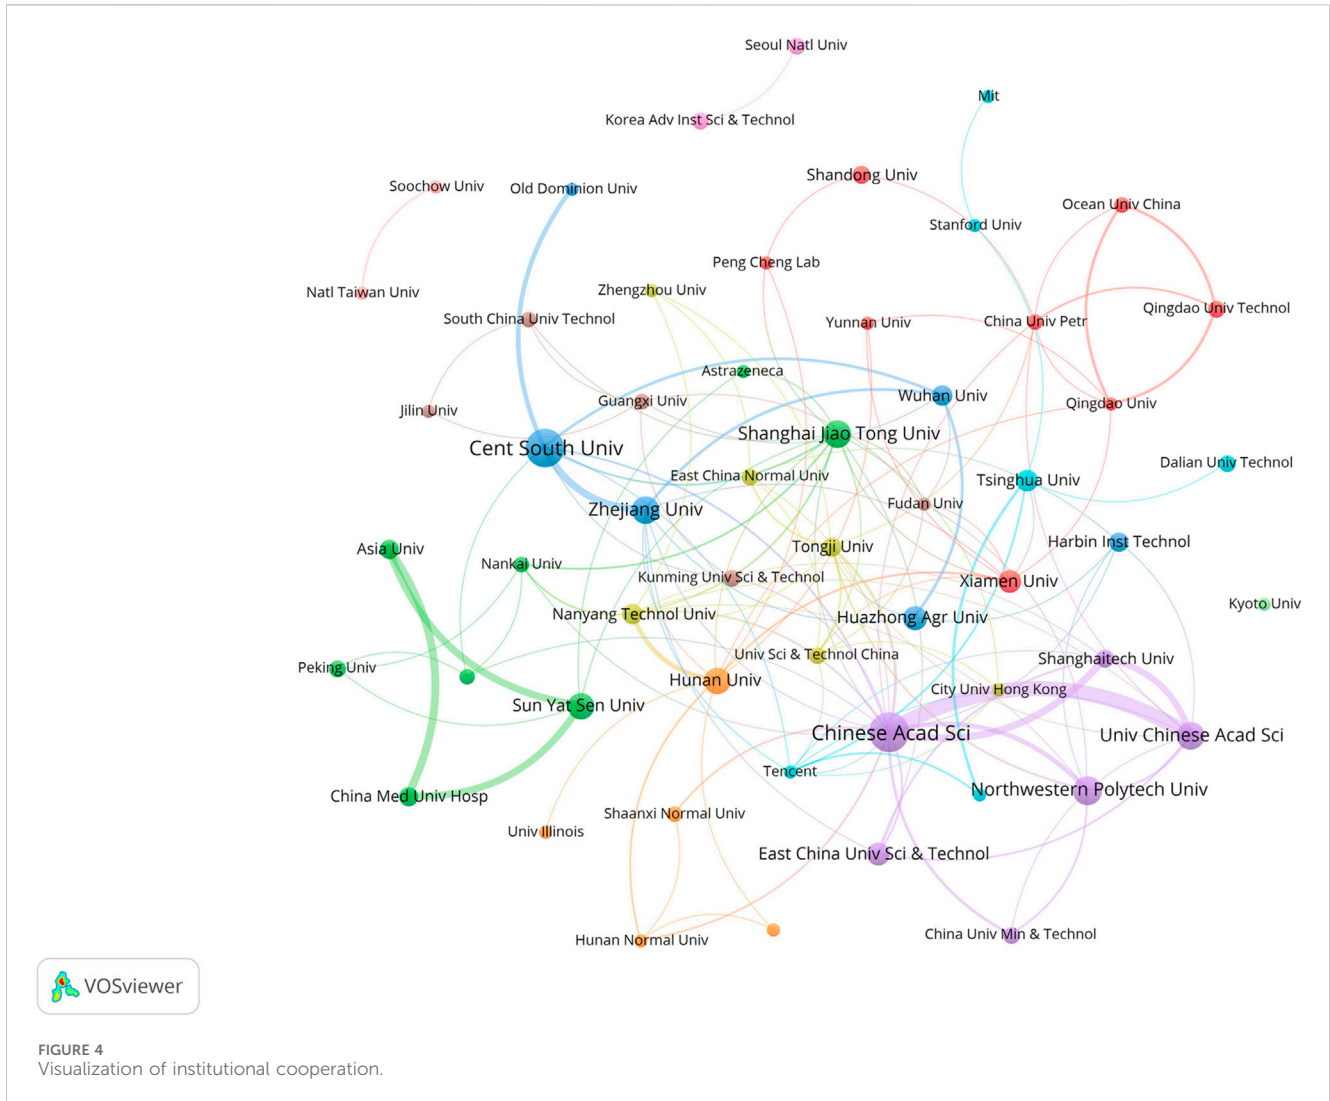 Seoul Natl Univ
Mit
Korea Adv Inst Sci & Technol
Shandong Univ
Soochow Univ
Old Dominion Univ
Ocean Univ China
Stanford Univ
Peng Cheng Lab
Zhengzhou Univ
Natl Taiwan Univ
Qingdao Univ Technol
South China Univ Technol
Yunnan Univ
China Univ Petr
Astrazeneca
Wuhan Univ
Guangxi Univ
Qingdao Univ
Jilin Univ
Shanghai Jiao Tong Univ
Cent South Univ
Dalian Univ Technol
East China Normal Univ
Tsinghua Univ
Fudan Univ
Zhejiang Univ
Harbin Inst Technol
Tongji Univ
Asia Univ
Nankai Univ
Kunming Univ Sci & Technol
Xiamen Univ
Kyoto Univ
Nanyang Technol Univ
Huazhong Agr Univ
Univ Sci & Technol China
Shanghaitech Univ
Peking Univ
Hunan Univ
City Univ Hong Kong
Sun Yat Sen Univ
Chinese Acad Sci
Univ Chinese Acad Sci
Tencent
Northwestern Polytech Univ
China Med Univ Hosp
Shaanxi Normal Univ
Univ Illinois
East China Univ Sci & Technol
China Univ Min & Technol
Hunan Normal Univ
VOSviewer
FIGURE 4
Visualization of institutional cooperation.